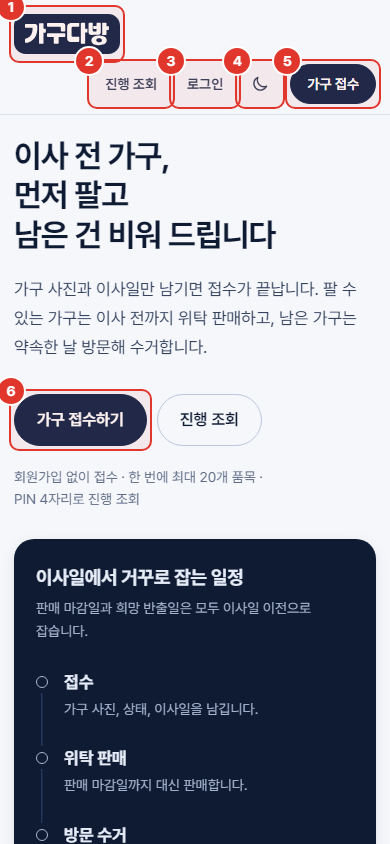 1
가구다방
2
진행 조회
3
로그인
4
5
가구 접수
이사 전 가구,
먼저 팔고
남은 건 비워 드립니다
가구 사진과 이사일만 남기면 접수가 끝납니다. 팔 수
있는 가구는 이사 전까지 위탁 판매하고, 남은 가구는
약속한 날 방문해 수거합니다.
6
가구 접수하기
진행 조회
회원가입 없이 접수 · 한 번에 최대 20개 품목 ·
PIN 4자리로 진행 조회
이사일에서 거꾸로 잡는 일정
판매 마감일과 희망 반출일은 모두 이사일 이전으로
잡습니다.
접수
가구 사진, 상태, 이사일을 남깁니다.
위탁 판매
판매 마감일까지 대신 판매합니다.
방문 수거